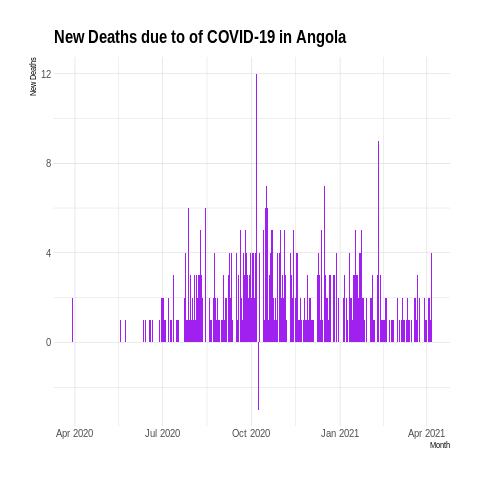 New Deaths due to of COVID-19 in Angola
New Deaths
12
8
4
0
Apr 2020
Jul 2020
Oct 2020
Jan 2021
Apr 2021
Month